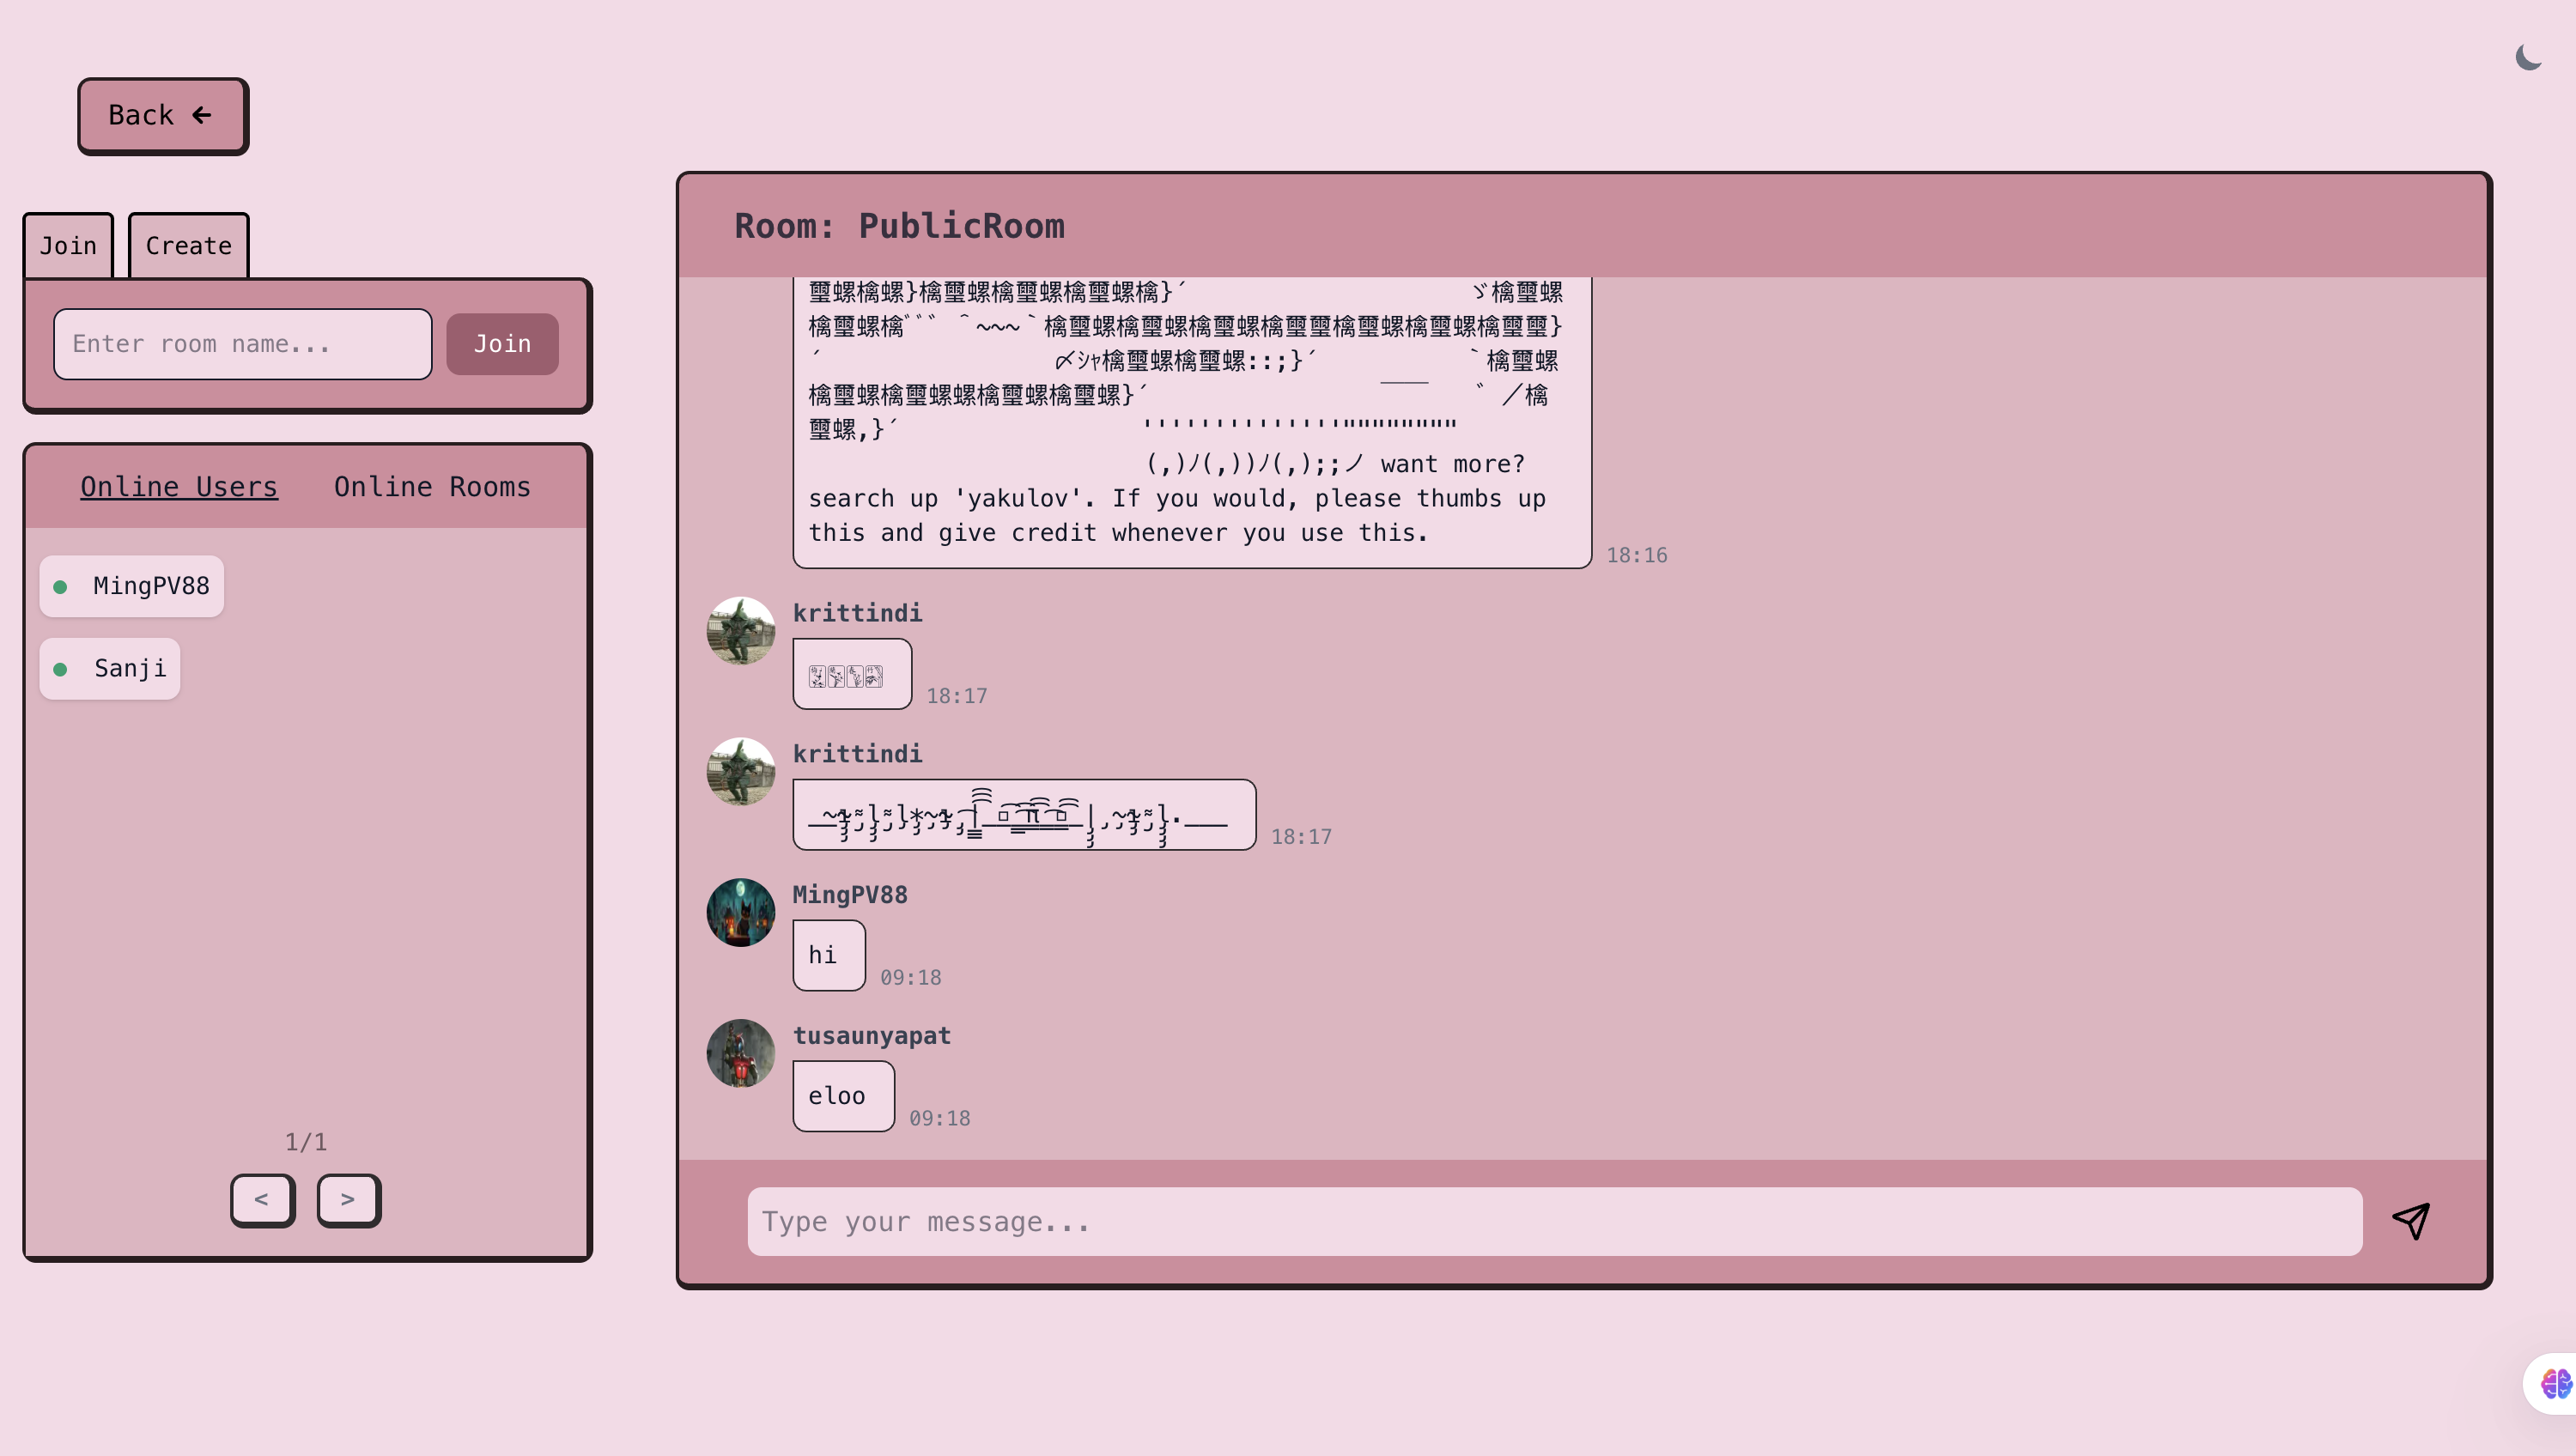 Back
Join
Create
Enter room name...
Join
Online Users
Online Rooms
MingPV88
Sanji
1/1
<
>
Room: PublicRoom
璽螺檎螺}檎璽螺檎璽螺檎璽螺檎}´ ゞ檎璽螺
檎璽螺檎
檎璽螺檎璽螺檎璽螺檎璽璽檎璽螺檎璽螺檎璽璽}
´ 〆シャ檎璽螺檎璽螺::;}´ `檎璽螺
檎璽螺檎璽螺螺檎璽螺檎璽螺}´ ____ ゛ ／檎
璽螺,}´
(,)ﾉ(,))ﾉ(,);;ノ want more?
search up 'yakulov'. If you would, please thumbs up
this and give credit whenever you use this.
18:16
krittindi
18:17
krittindi
18:17
MingPV88
hi
09:18
tusaunyapat
eloo
09:18
Type your message...